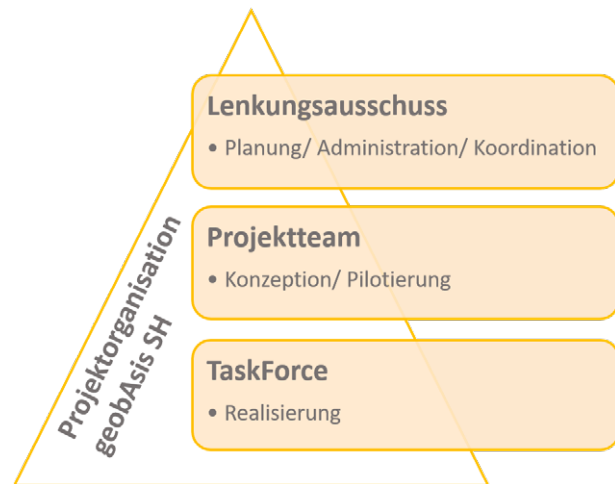 Projektorganisation
geobAsis SH
Lenkungsausschuss
• Planung/ Administration/ Koordination
Projektteam
• Konzeption/ Pilotierung
TaskForce
• Realisierung